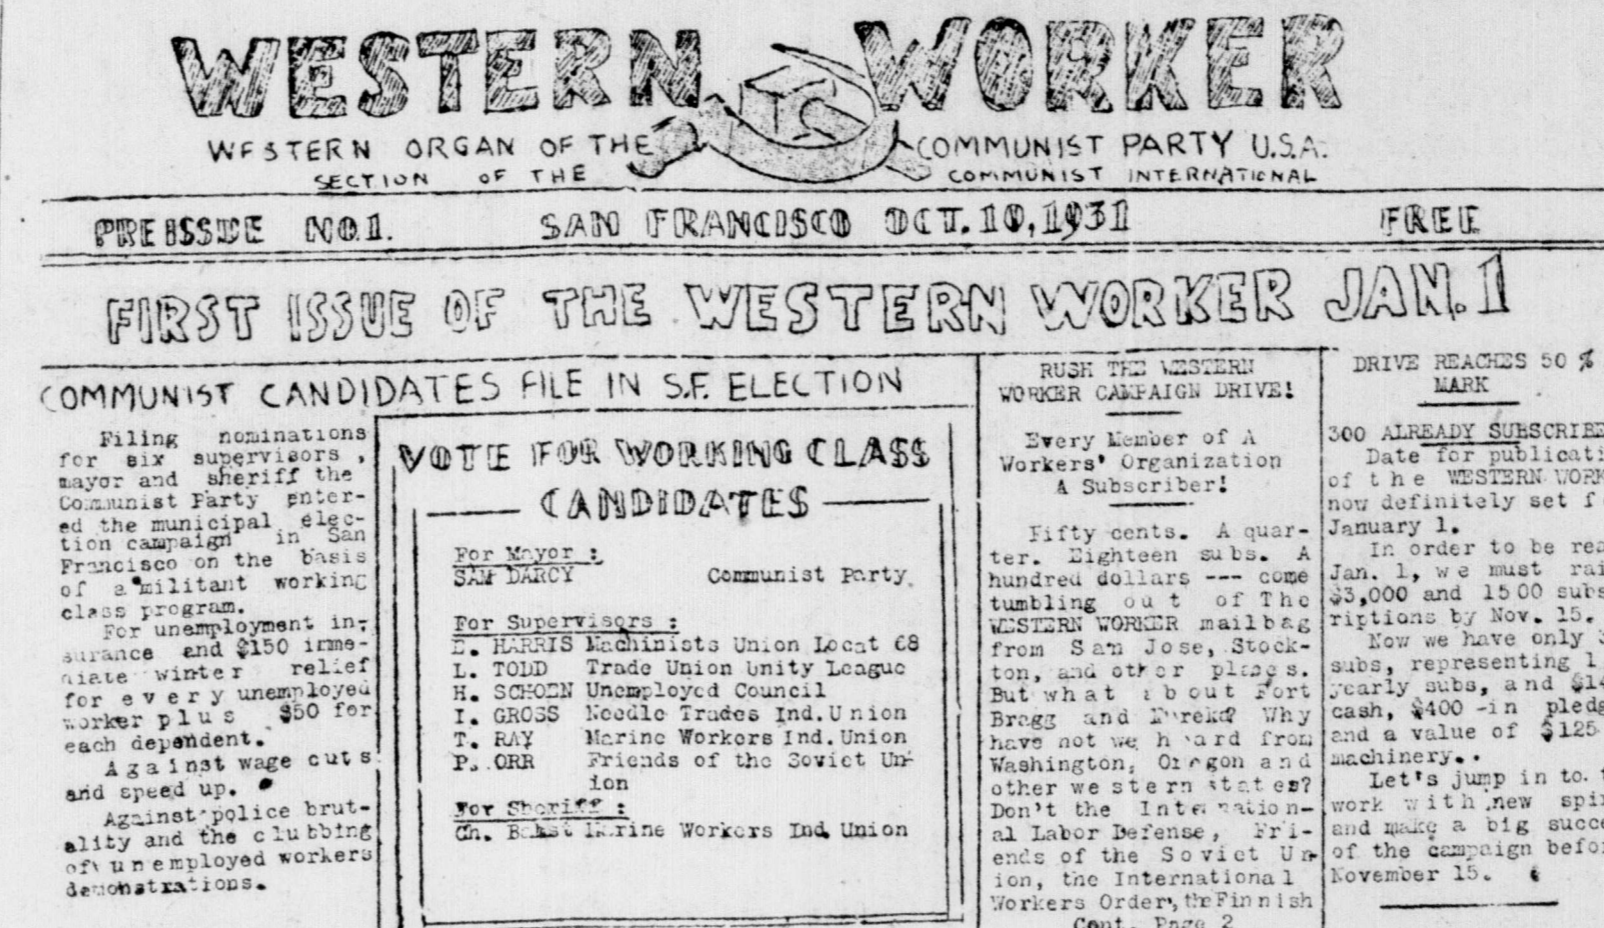 WESTERN WORKER
WESTERN ORGAN OF THE COMMUNIST PARTY U.S.A.
SECTION OF THE COMMUNIST INTERNATIONAL
PREISSUE NO.1. SAN FRANCISCO OCT.10,1931 FREE
FIRST ISSUE OF THE WESTERN WORKER JAN.1
COMMUNIST CANDIDATES FILE IN S.F. ELECTION
Filing nominations
for six supervisors,
mayor and sheriff the
Communist Party enter-
ed the municipal elec-
tion campaign in San
Francisco on the basis
of a militant working
class program.
For unemployment in-
surance and $150 imme-
diate winter relief
for every unemployed
worker plus $50 for
each dependent.
Against wage cuts
and speed up.
Against police brut-
ality and the clubbing
of unemployed workers
demonstrations.
VOTE FOR WORKING CLASS
CANDIDATES
For Mayor :
SAM DARCY Communist Party.
For Supervisors :
HARRIS Machinists Union Local 68
L. TODD Trade Union Unity League
H. SCHOEN Unemployed Council
I. GROSS Needle Trades Ind.Union
T. RAY Marine Workers Ind.Union
P. ORR Friends of the Soviet Un-
ion
For Sheriff :
Ch. Marine Workers Ind. Union
RUSH THE WESTERN
WORKER CAMPAIGN DRIVE!
Every Member of A
Workers' Organization
A Subscriber!
Fifty cents. A quar-
ter. Eighteen subs. A
hundred dollars --- come
tumbling out of The
WESTERN WORKER mailbag
from San Jose, Stock-
ton, and other places.
But what about Fort
Bragg and Eureka? Why
have not we heard from
Washington, Oregon and
other western states?
Don't the Internation-
al Labor Defense, Fri-
ends of the Soviet Un-
ion, the International
Workers Order, the Finnish
Cont. Page 2
DRIVE REACHES 50 %
MARK
300 ALREADY SUBSCRIBE
Date for publicati
of the WESTERN WORK
now definitely set f
January 1.
In order to be rea
Jan. 1, we must rai
$3,000 and 1500 subs
riptions by Nov. 15.
Now we have only 3
subs, representing 1
yearly subs, and $14
cash, $400 -in pledg
and a value of $125
machinery..
Let's jump in to t
work with new spi
and make a big succe
of the campaign befo
November 15.